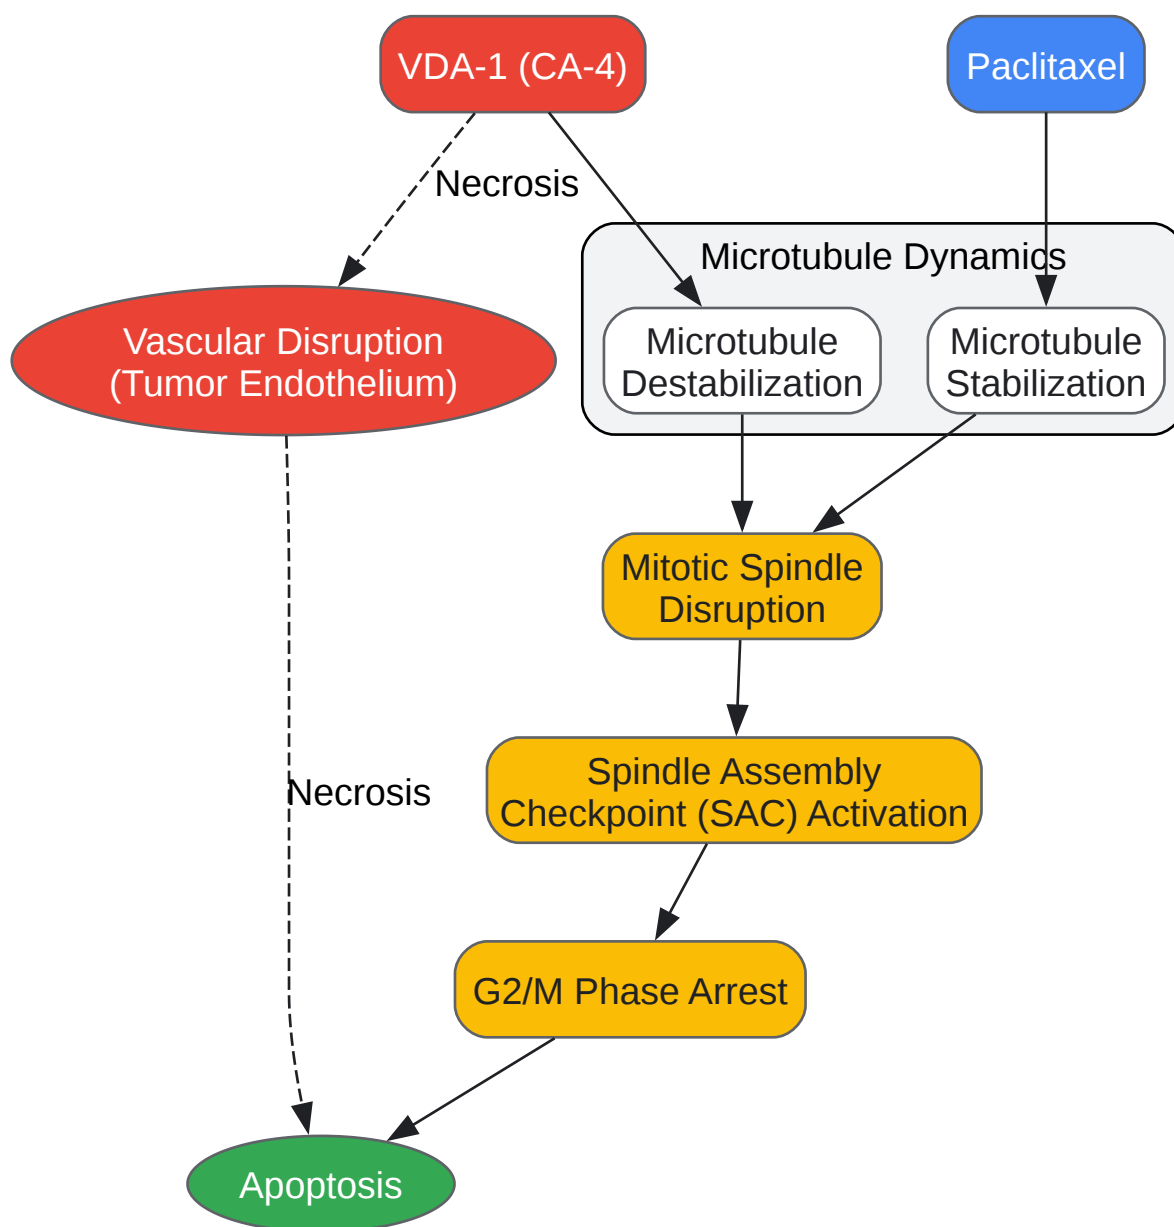 VDA-1 (CA-4)
Paclitaxel
Necrosis
Microtubule Dynamics
Vascular Disruption
(Tumor Endothelium)
Microtubule
Destabilization
Microtubule
Stabilization
Mitotic Spindle
Disruption
Spindle Assembly
Checkpoint (SAC) Activation
Necrosis
G2/M Phase Arrest
Apoptosis